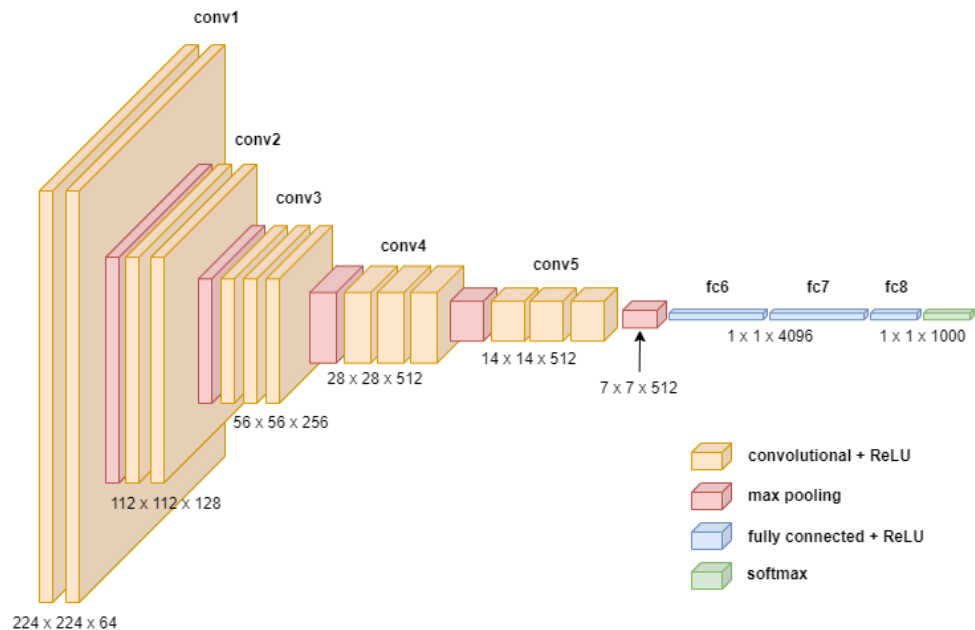 conv1
conv2
conv3
conv4
conv5
fc6
fc7
fc8
1 x 1 x 4096
1 x 1 x 1000
14 x 14 x 512
28 x 28 x 512
7 x 7 x 512
56 x 56 x 256
112 x 112 x 128
224 x 224 x 64
convolutional + ReLU
max pooling
fully connected + ReLU
softmax